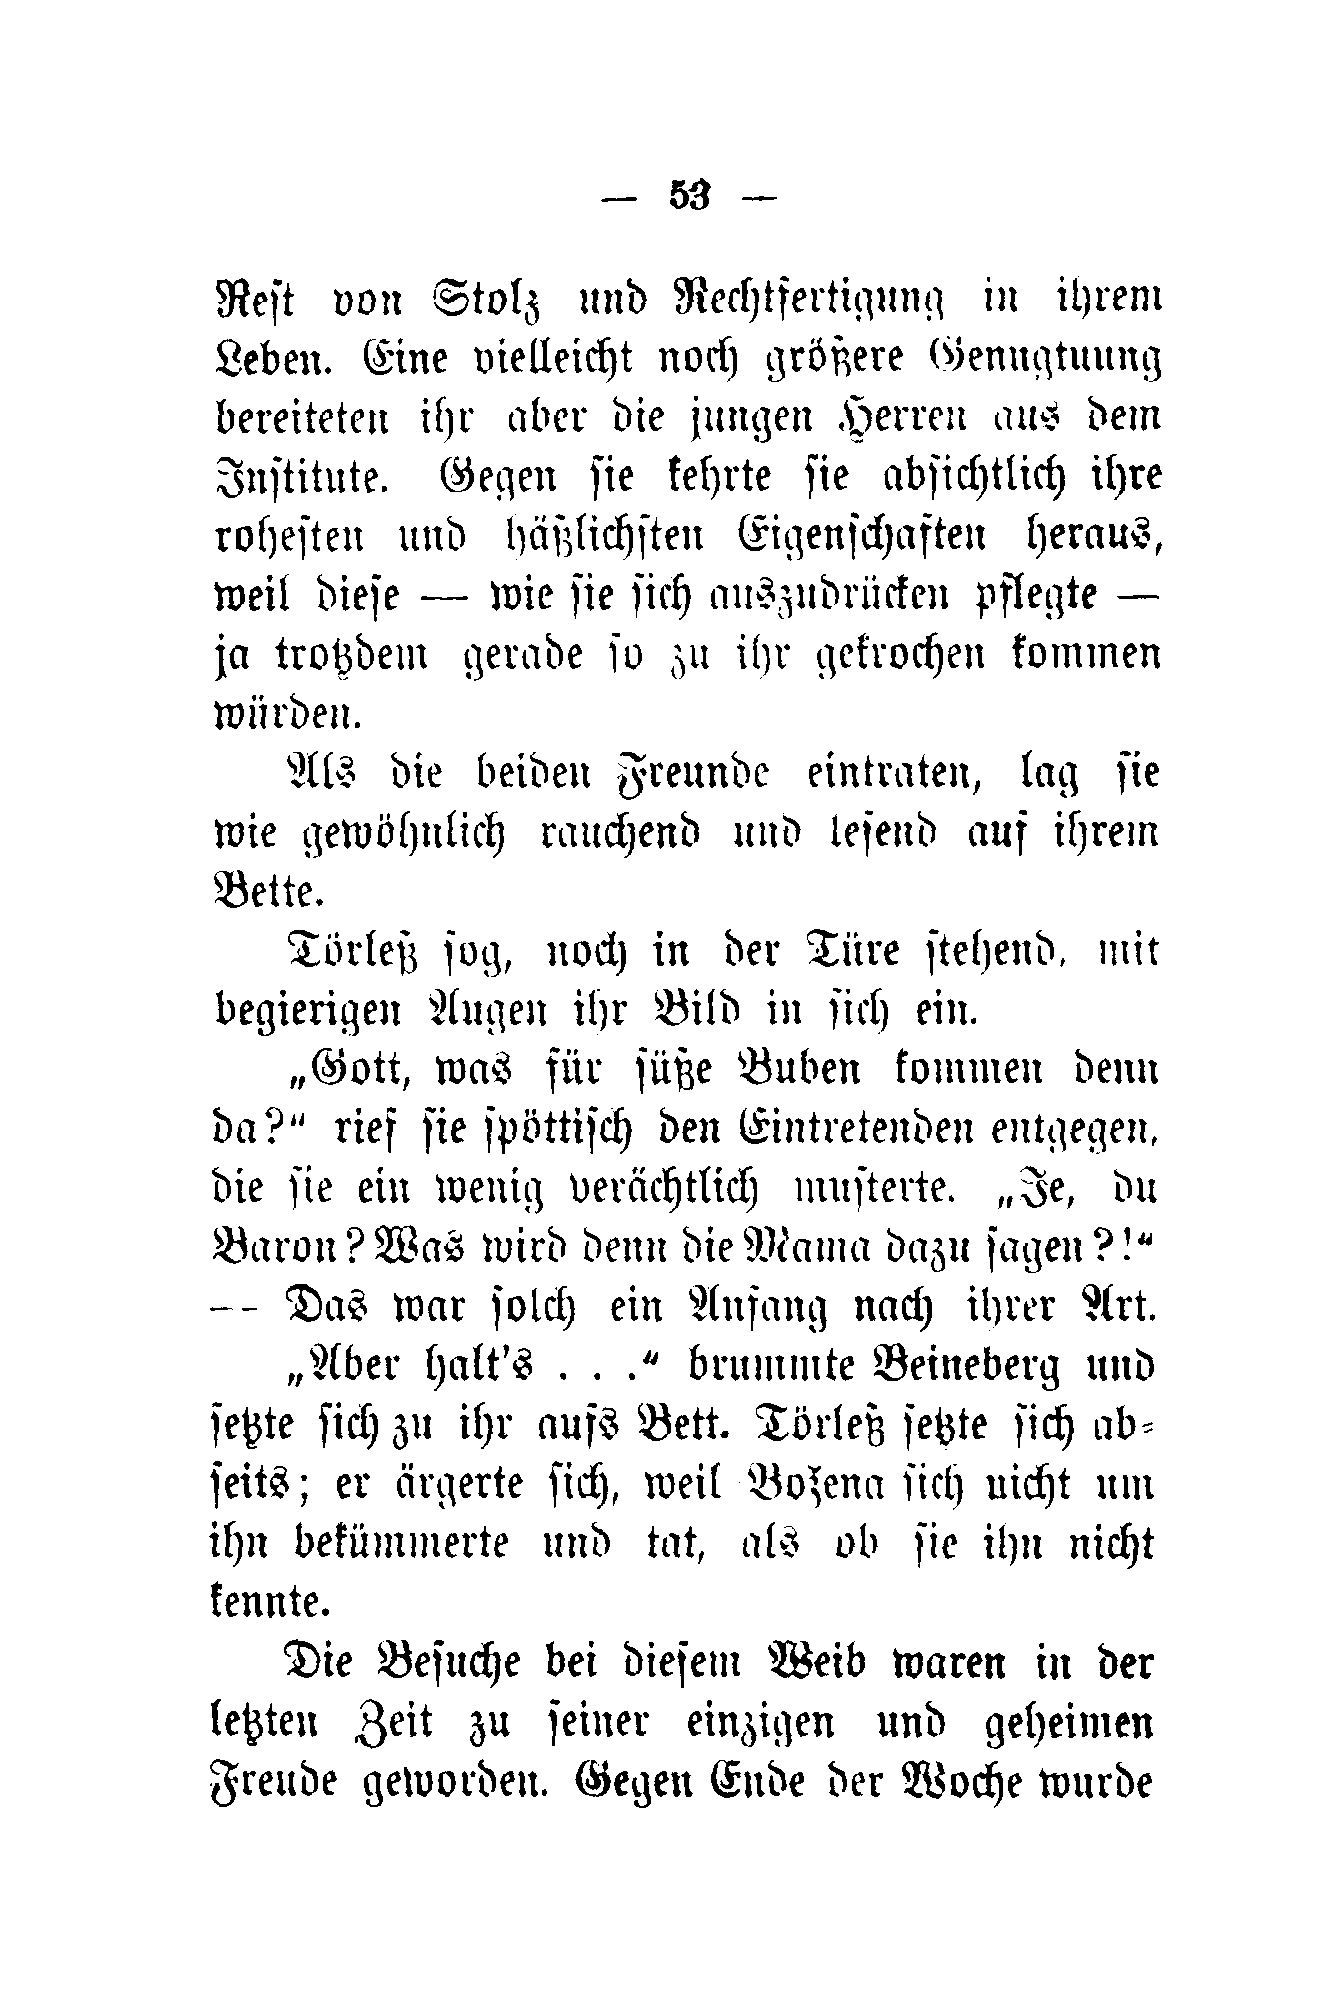 — 53 —
Rest von Stolz und Rechtfertigung in ihrem
Leben. Eine vielleicht noch größere Genugtuung
bereiteten ihr aber die jungen Herren aus dem
Institute. Gegen sie kehrte sie absichtlich ihre
rohesten und häßlichsten Eigenschaften heraus,
weil diese — wie sie sich auszudrücken pflegte —
ja trotzdem gerade so zu ihr gekrochen kommen
würden.
Als die beiden Freunde eintraten, lag sie
wie gewöhnlich rauchend und lesend auf ihrem
Bette.
Törleß sog, noch in der Türe stehend, mit
begierigen Augen ihr Bild in sich ein.
„Gott, was für süße Buben kommen denn
da?“ rief sie spöttisch den Eintretenden entgegen,
die sie ein wenig verächtlich musterte. „Je, du
Baron? Was wird denn die Mama dazu sagen?!“
-- Das war solch ein Anfang nach ihrer Art.
„Aber halt's . . .“ brummte Beineberg und
setzte sich zu ihr aufs Bett. Törleß setzte sich ab-
seits; er ärgerte sich, weil Božena sich nicht um
ihn bekümmerte und tat, als ob sie ihn nicht
kennte.
Die Besuche bei diesem Weib waren in der
letzten Zeit zu seiner einzigen und geheimen
Freude geworden. Gegen Ende der Woche wurde